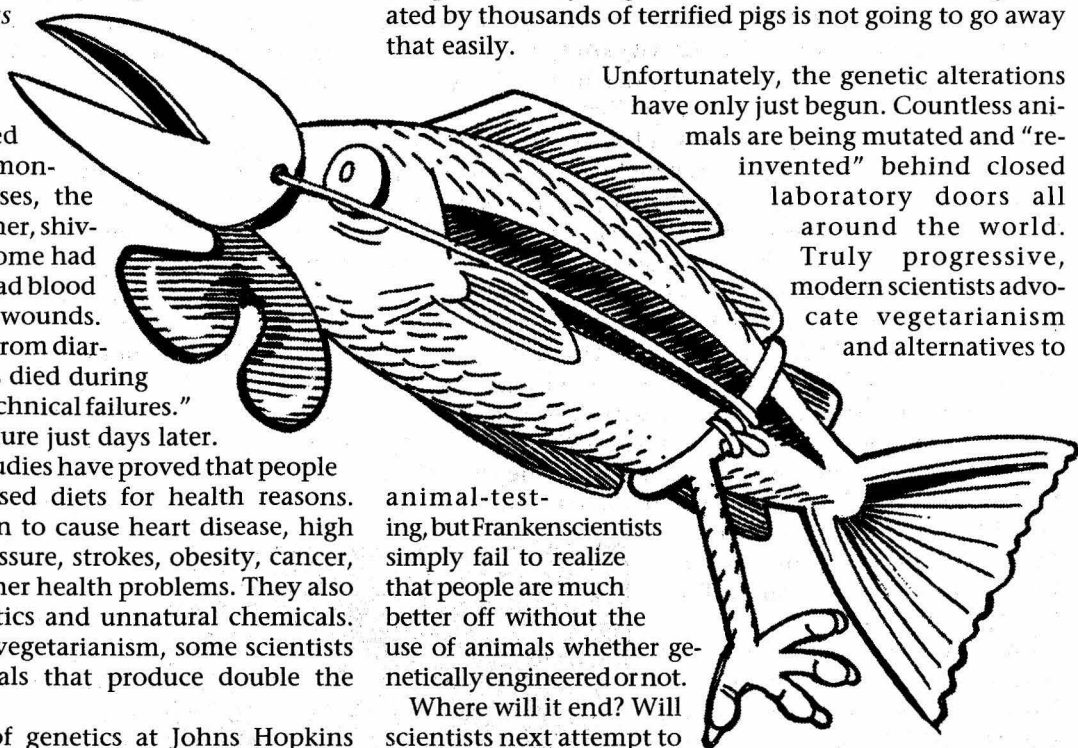 ed
mon-
ses, the
ner, shiv-
ome had
ad blood
wounds.
rom diar-
s died during
chnical failures.”
ure just days later.
udies have proved that people
sed diets for health reasons.
n to cause heart disease, high
ssure, strokes, obesity, cancer,
her health problems. They also
tics and unnatural chemicals.
vegetarianism, some scientists
als that produce double the
of genetics at Johns Hopkins
ated by thousands of terrified pigs is not going to go away
that easily.
Unfortunately, the genetic alterations
have only just begun. Countless ani-
mals are being mutated and “re-
invented” behind closed
laboratory doors all
around the world.
Truly progressive,
modern scientists advo-
cate vegetarianism
and alternatives to
animal-test-
ing, but Frankenscientists
simply fail to realize
that people are much
better off without the
use of animals whether ge-
netically engineered or not.
Where will it end? Will
scientists next attempt to